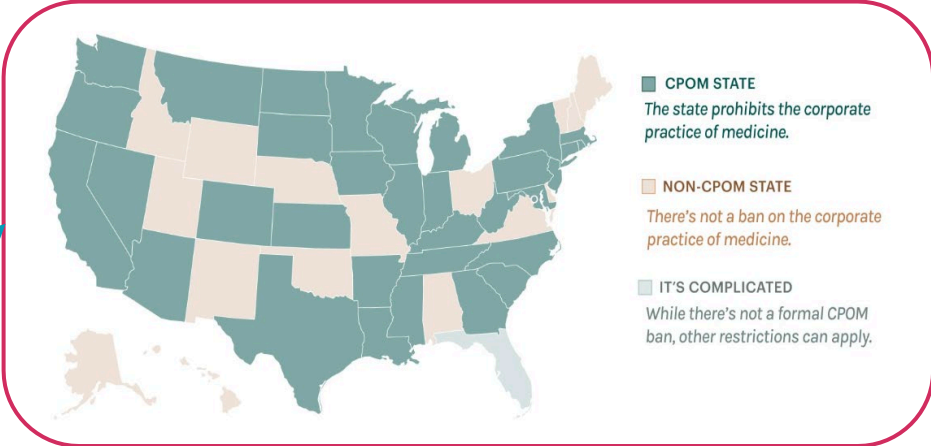 CPOM STATE
The state prohibits the corporate
practice of medicine.
NON-CPOM STATE
There's not a ban on the corporate
practice of medicine.
IT'S COMPLICATED
While there's not a formal CPOM
ban, other restrictions can apply.